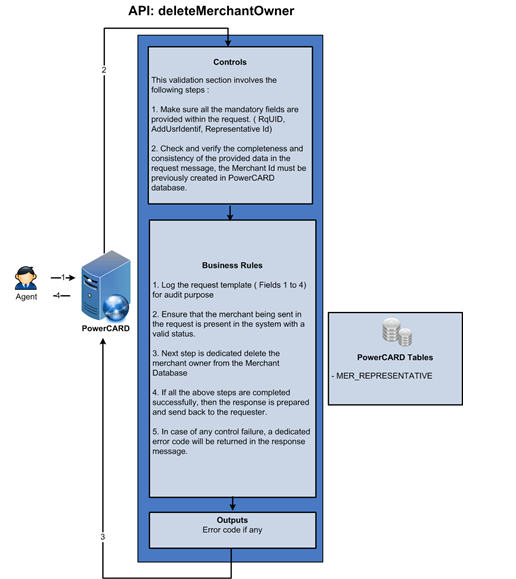 API: deleteMerchantOwner
2
Controls
This validation section involves the
following steps :
1. Make sure all the mandatory fields are
provided within the request. ( RqUID,
AddUsrIdentif, Representative Id)
2. Check and verify the completeness and
consistency of the provided data in the
request message, the Merchant Id must be
previously created in PowerCARD
database.
Business Rules
1. Log the request template ( Fields 1 to 4)
for audit purpose
2. Ensure that the merchant being sent in
the request is present in the system with a
valid status.
3. Next step is dedicated delete the
merchant owner from the Merchant
Database
4. If all the above steps are completed
successfully, then the response is prepared
and send back to the requester.
5. In case of any control failure, a dedicated
error code will be returned in the response
message.
1
4
Agent
PowerCARD
PowerCARD Tables
- MER_REPRESENTATIVE
Outputs
Error code if any
3